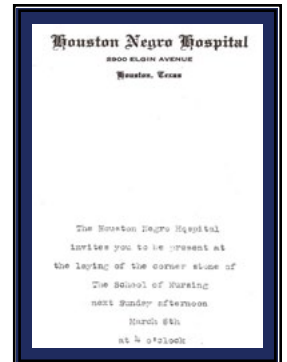 Houston Negro Hospital
2900 ELGIN AVENUE
Houston, Texas
The Houston Negro Hospital
invites you to be present at
the laying of the corner stone of
The School of Nursing
next Sunday afternoon
March 8th
at 4 o'clock